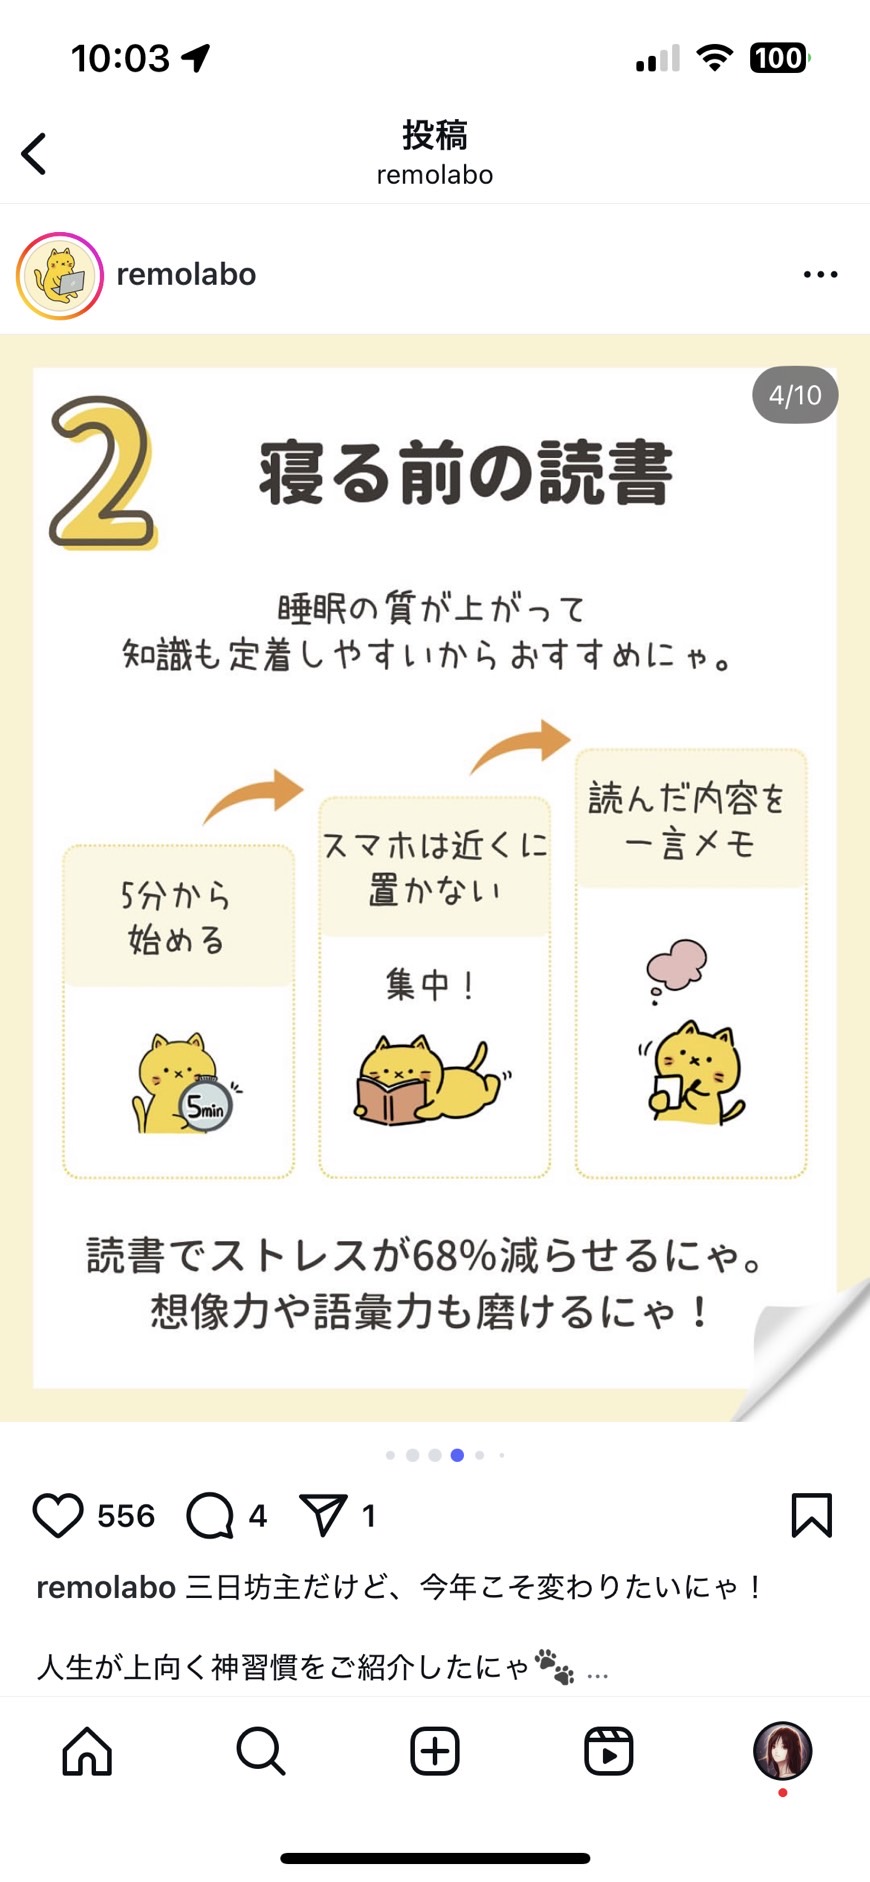 10:03
100
投稿
remolabo
remolabo
4/10
2
寝る前の読書
睡眠の質が上がって
知識も定着しやすいからおすすめにゃ。
5分から
始める
5min
スマホは近くに
置かない
集中!
読んだ内容を
一言メモ
読書でストレスが68%減らせるにゃ。
想像力や語彙力も磨けるにゃ!
556
4
1
remolabo 三日坊主だけど、今年こそ変わりたいにゃ!
人生が上向く神習慣をご紹介したにゃ🐾 ...